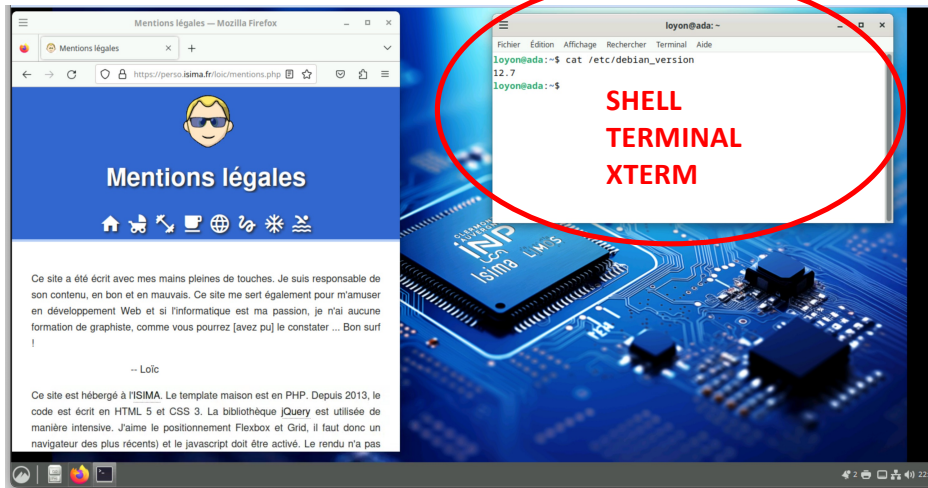 Mentions légales — Mozilla Firefox
Mentions légales
https://perso.isima.fr/loic/mentions.php
Mentions légales
Ce site a été écrit avec mes mains pleines de touches. Je suis responsable de
son contenu, en bon et en mauvais. Ce site me sert également pour m'amuser
en développement Web et si l'informatique est ma passion, je n'ai aucune
formation de graphiste, comme vous pourrez [avez pu] le constater ... Bon surf
!
-- Loïc
Ce site est hébergé à l'ISIMA. Le template maison est en PHP. Depuis 2013, le
code est écrit en HTML 5 et CSS 3. La bibliothèque jQuery est utilisée de
manière intensive. J'aime le positionnement Flexbox et Grid, il faut donc un
navigateur des plus récents) et le javascript doit être activé. Le rendu n'a pas
loyon@ada: ~
Fichier Édition Affichage Rechercher Terminal Aide
loyon@ada:~$ cat /etc/debian_version
12.7
loyon@ada:~$
SHELL
TERMINAL
XTERM
CLERMONT
AUVERGNE
INP
Isima
LIMOS
2
22: